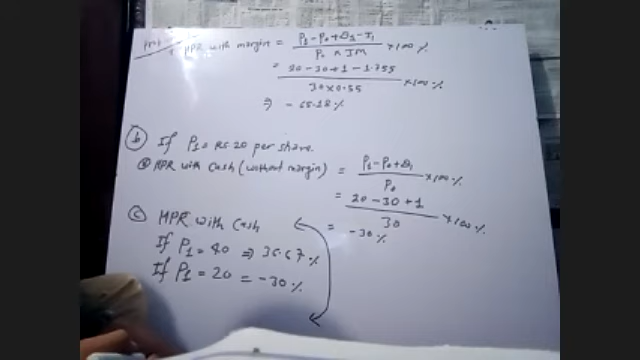 HPR with margin = P₁-P₀+D₁-I₁ / P₀ × IM ×100%
= 20-30+1-1.755 / 30×0.55 ×100%
⇒ -65.18%
(b) If P₁=RS 20 per share.
HPR with cash (without margin) = P₁-P₀+D₁ / P₀ ×100%
= 20-30+1 / 30 ×100%
= -30%
(c) HPR with cash
If P₁=40 ⇒ 36.67%
If P₁=20 = -30%